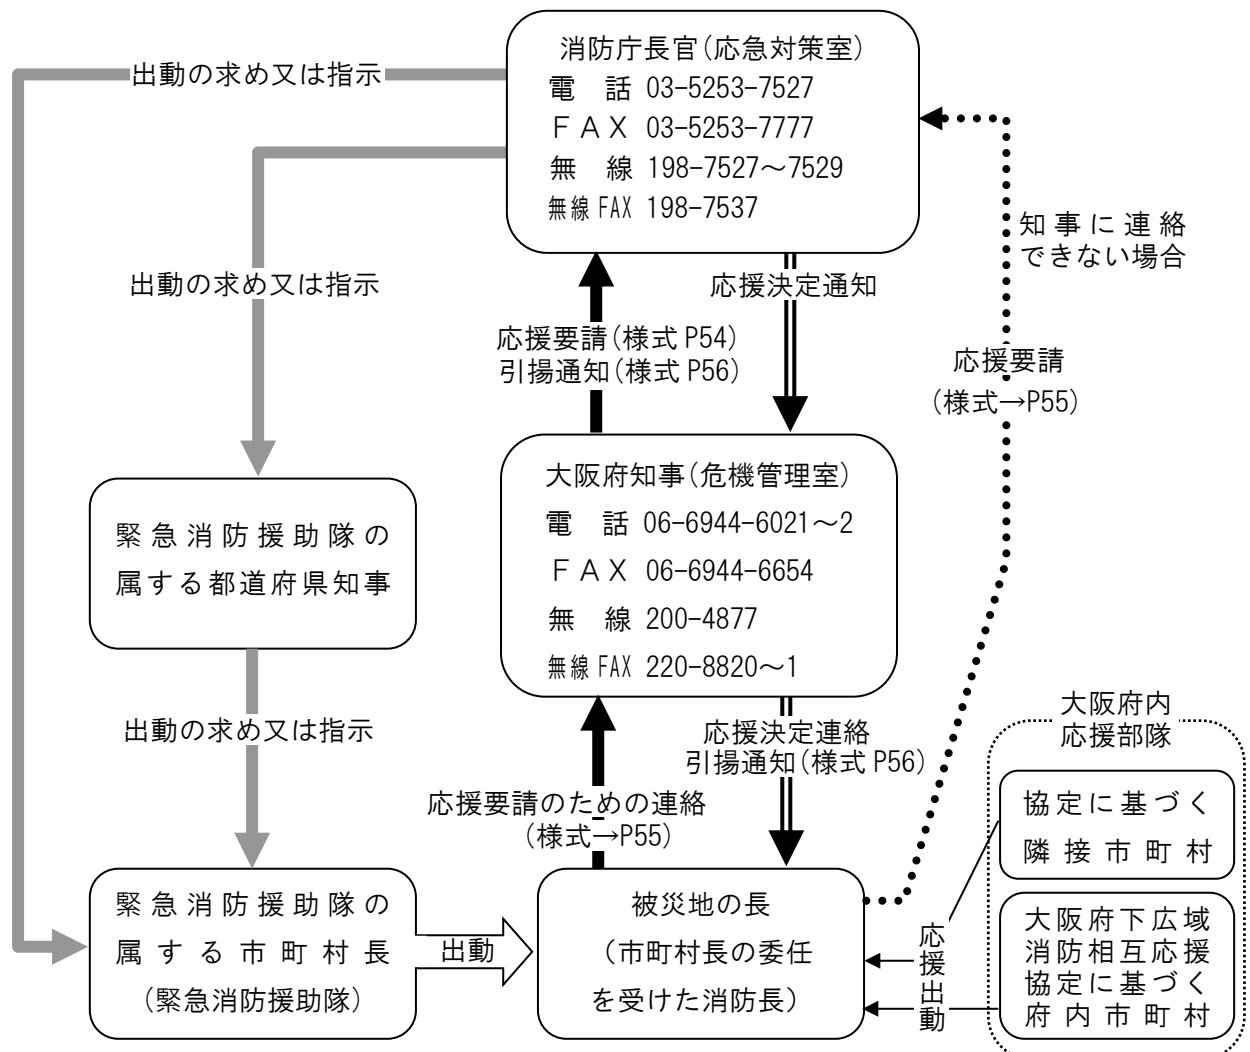 消防庁長官(応急対策室)
電　話 03-5253-7527
ＦＡＸ 03-5253-7777
無　線 198-7527～7529
無線 FAX 198-7537
出動の求め又は指示
出動の求め又は指示
応援要請(様式 P54)
引揚通知(様式 P56)
応援決定通知
知事に連絡
できない場合
応援要請
(様式→P55)
大阪府知事(危機管理室)
電　話 06-6944-6021～2
ＦＡＸ 06-6944-6654
無　線 200-4877
無線 FAX 220-8820～1
緊急消防援助隊の
属する都道府県知事
出動の求め又は指示
応援要請のための連絡
(様式→P55)
応援決定連絡
引揚通知(様式 P56)
大阪府内
応援部隊
協定に基づく
隣接市町村
大阪府下広域
消防相互応援
協定に基づく
府内市町村
緊急消防援助隊の
属する市町村長
(緊急消防援助隊)
出動
被災地の長
(市町村長の委任
を受けた消防長)
応援出動